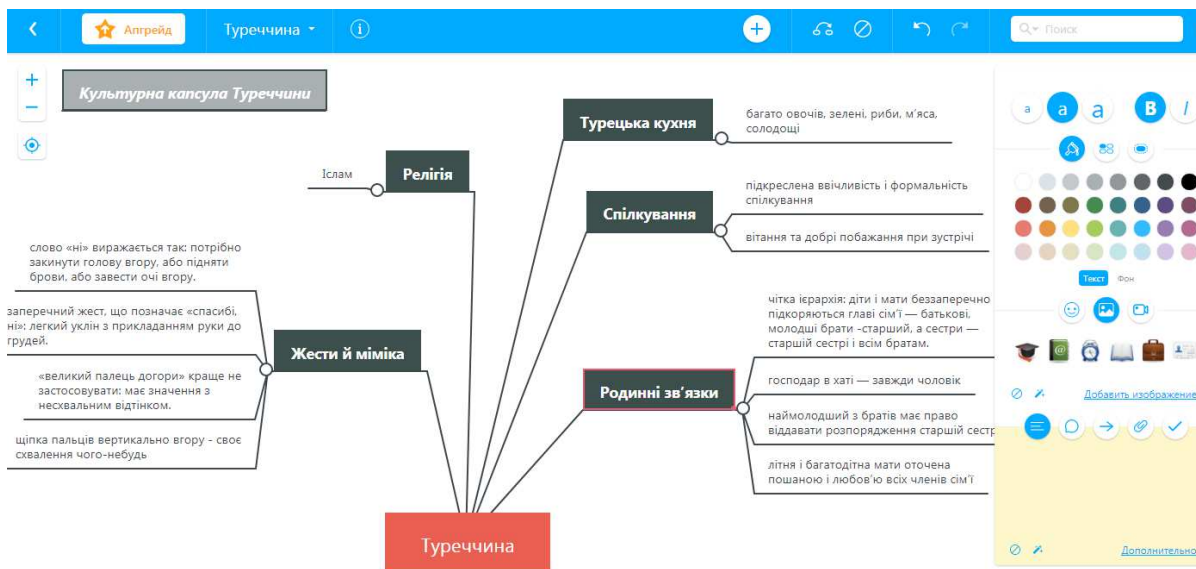 Апгрейд
Туреччина
Поиск
Культурна капсула Туреччини
Турецька кухня
багато овочів, зелені, риби, м'яса,
солодощі
Релігія
Іслам
Спілкування
підкреслена ввічливість і формальність
спілкування
вітання та добрі побажання при зустрічі
слово «ні» виражається так: потрібно
закинути голову вгору, або підняти
брови, або завести очі вгору.
заперечний жест, що позначає «спасибі,
ні»: легкий уклін з прикладанням руки до
грудей.
Жести й міміка
«великий палець догори» краще не
застосовувати: має значення з
несхвальним відтінком.
щіпка пальців вертикально вгору - своє
схвалення чого-небудь
чітка ієрархія: діти і мати беззаперечно
підкоряються главі сім'ї — батькові,
молодші брати -старший, а сестри —
старшій сестрі і всім братам.
Родинні зв'язки
господар в хаті — завжди чоловік
наймолодший з братів має право
віддавати розпорядження старшій сестр
літня і багатодітна мати оточена
пошаною і любов'ю всіх членів сім'ї
Туреччина
a a a B I
Текст Фон
Добавить изображение
Дополнительно